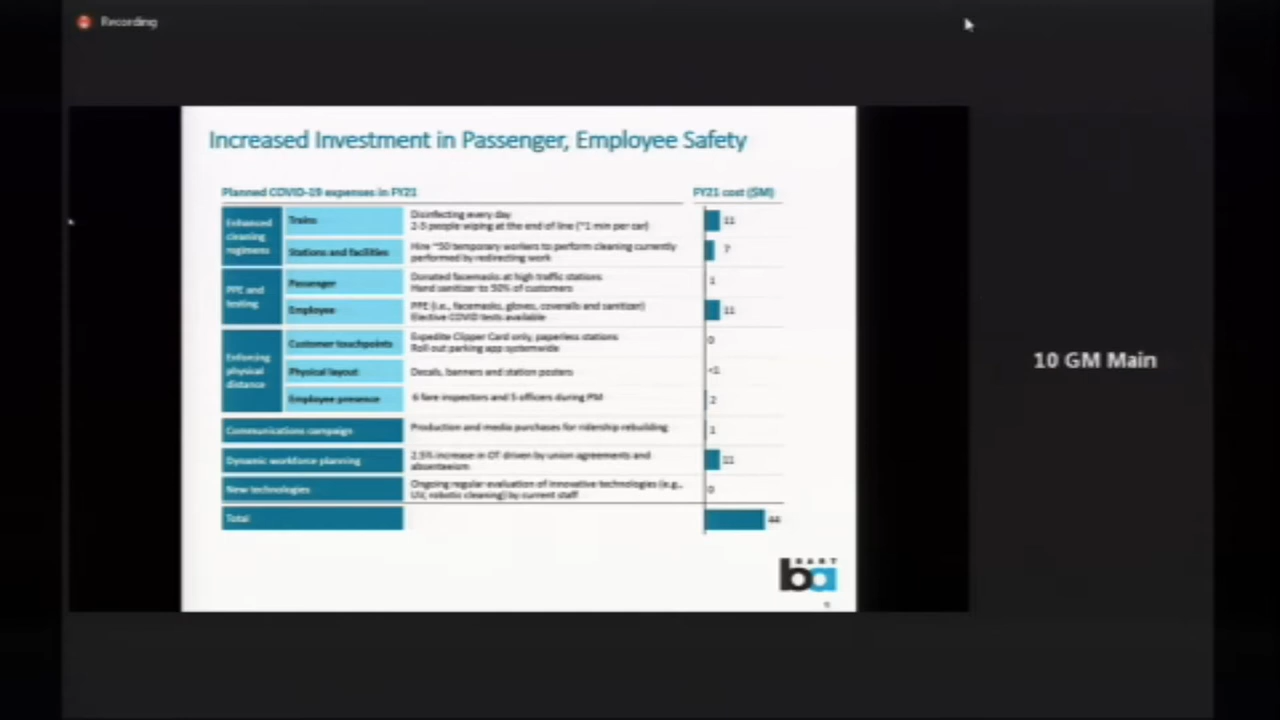 Recording
Increased Investment in Passenger, Employee Safety
Planned COVID-19 expenses in FY21
FY21 cost ($M)
Enhanced
cleaning
regimens
Trains
Disinfecting every day
2-3 people wiping at the end of line (~1 min per car)
11
Stations and facilities
Hire ~50 temporary workers to perform cleaning currently
performed by redirecting work
7
PPE and
testing
Passenger
Donated facemasks at high traffic stations
Hand sanitizer to 50% of customers
1
Employee
PPE (i.e., facemasks, gloves, coveralls and sanitizer)
Elective COVID tests available
11
Enforcing
physical
distance
Customer touchpoints
Expedite Clipper Card only, paperless stations
Roll out parking app systemwide
0
Physical layout
Decals, banners and station posters
<1
Employee presence
6 fare inspectors and 5 officers during PM
2
Communications campaign
Production and media purchases for ridership rebuilding
1
Dynamic workforce planning
2.5% increase in OT driven by union agreements and
absenteeism
11
New technologies
Ongoing regular evaluation of innovative technologies (e.g.,
UV, robotic cleaning) by current staff
0
Total
44
BART
ba
10 GM Main